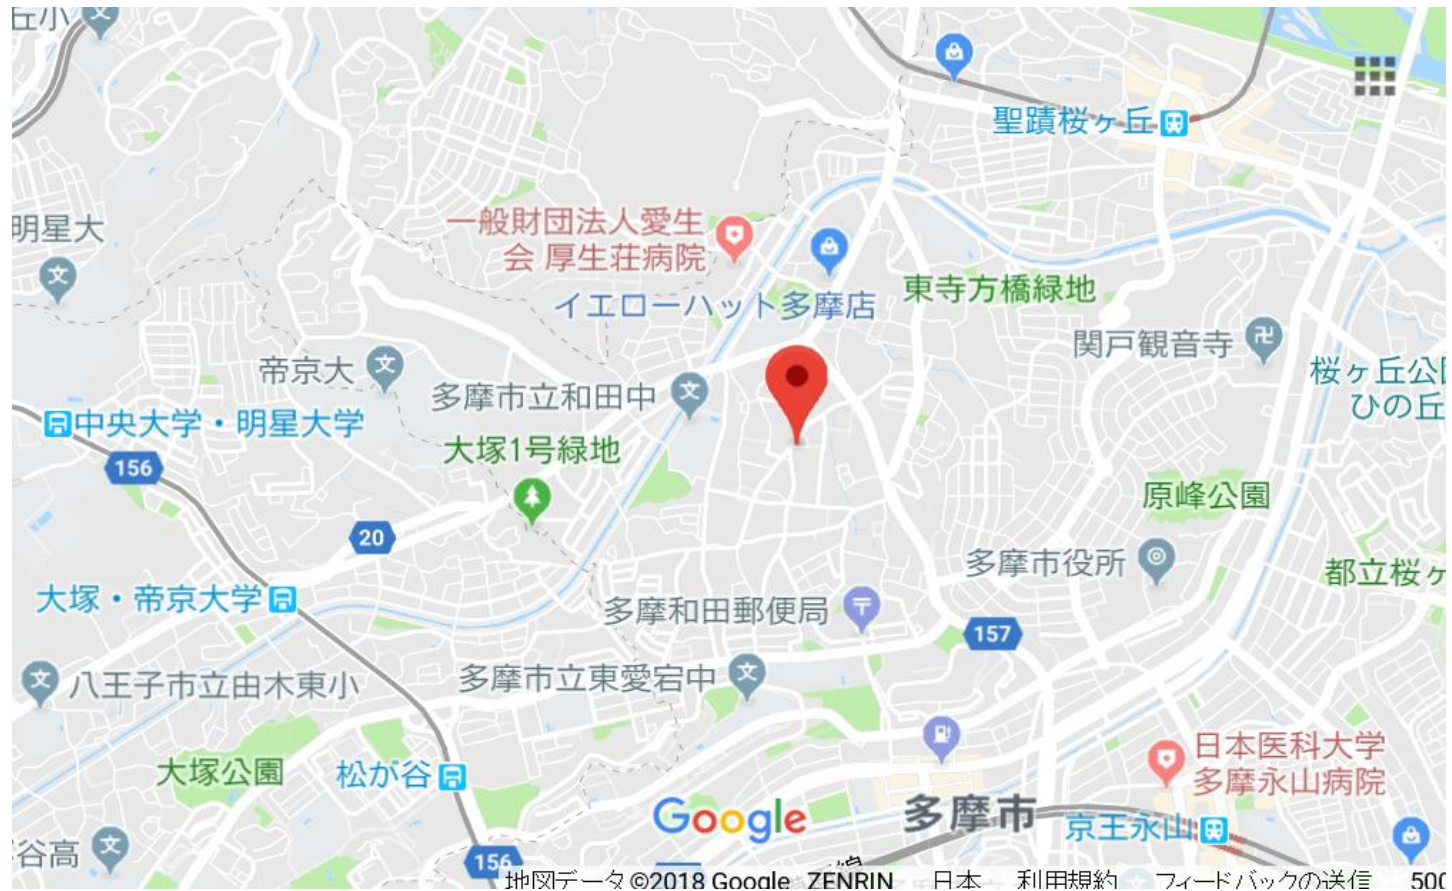 丘小
文
聖蹟桜ヶ丘
一般財団法人愛生
会 厚生荘病院
明星大
文
イエローハット多摩店
東寺方橋緑地
関戸観音寺
帝京大
文
多摩市立和田中
文
桜ヶ丘公
ひの丘
中央大学・明星大学
大塚1号緑地
156
原峰公園
20
多摩市役所
都立桜ヶ
大塚・帝京大学
多摩和田郵便局
157
文
八王子市立由木東小
多摩市立東愛宕中
文
大塚公園
松が谷
日本医科大学
多摩永山病院
Google
多摩市
京王永山
谷高
文
156
地図データ ©2018 Google, ZENRIN 日本 利用規約 フィードバックの送信 500